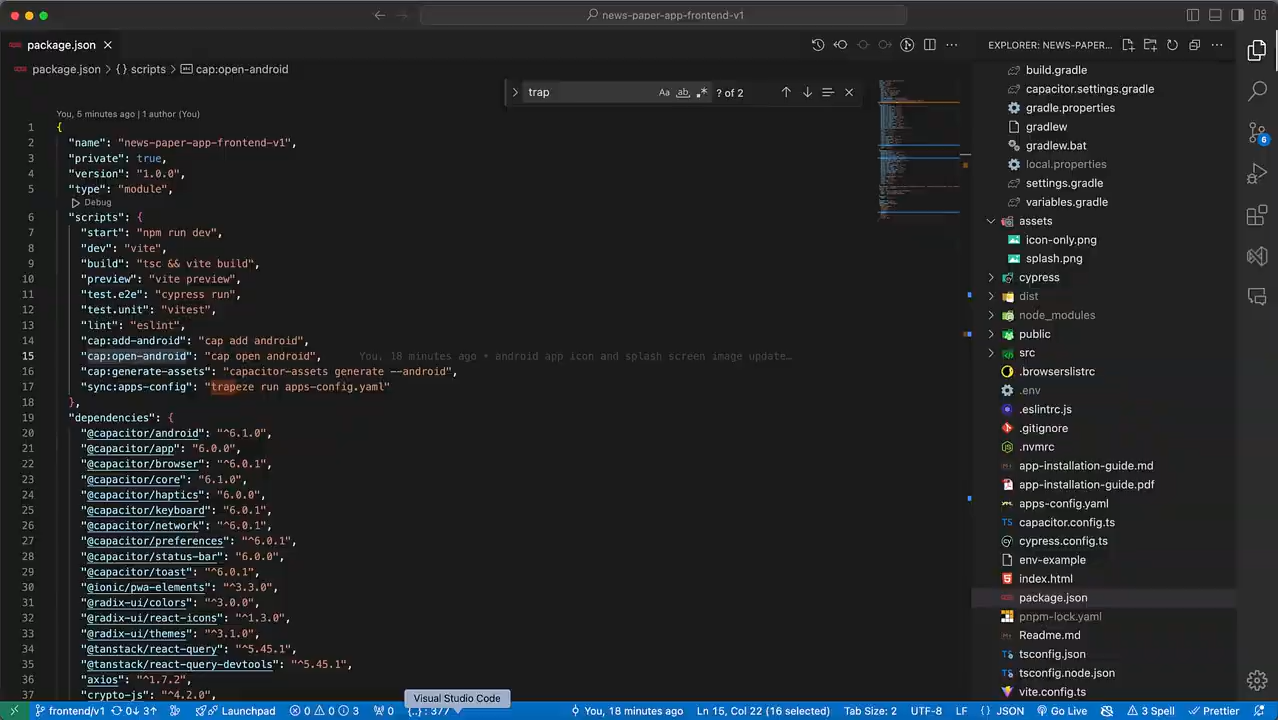 news-paper-app-frontend-v1
package.json
EXPLORER: NEWS-PAPER...
package.json > {} scripts > cap:open-android
trap
Aa
ab
? of 2
You, 5 minutes ago | 1 author (You)
1 {
2 "name": "news-paper-app-frontend-v1",
3 "private": true,
4 "version": "1.0.0",
5 "type": "module",
Debug
6 "scripts": {
7 "start": "npm run dev",
8 "dev": "vite",
9 "build": "tsc && vite build",
10 "preview": "vite preview",
11 "test.e2e": "cypress run",
12 "test.unit": "vitest",
13 "lint": "eslint",
14 "cap:add-android": "cap add android",
15 "cap:open-android": "cap open android", You, 18 minutes ago • android app icon and splash screen image update…
16 "cap:generate-assets": "capacitor-assets generate --android",
17 "sync:apps-config": "trapeze run apps-config.yaml"
18 },
19 "dependencies": {
20 "@capacitor/android": "^6.1.0",
21 "@capacitor/app": "6.0.0",
22 "@capacitor/browser": "^6.0.1",
23 "@capacitor/core": "6.1.0",
24 "@capacitor/haptics": "6.0.0",
25 "@capacitor/keyboard": "6.0.1",
26 "@capacitor/network": "^6.0.1",
27 "@capacitor/preferences": "^6.0.1",
28 "@capacitor/status-bar": "6.0.0",
29 "@capacitor/toast": "^6.0.1",
30 "@ionic/pwa-elements": "^3.3.0",
31 "@radix-ui/colors": "^3.0.0",
32 "@radix-ui/react-icons": "^1.3.0",
33 "@radix-ui/themes": "^3.1.0",
34 "@tanstack/react-query": "^5.45.1",
35 "@tanstack/react-query-devtools": "^5.45.1",
36 "axios": "^1.7.2",
37 "crypto-js": "^4.2.0",
build.gradle
capacitor.settings.gradle
gradle.properties
gradlew
gradlew.bat
local.properties
settings.gradle
variables.gradle
assets
icon-only.png
splash.png
cypress
dist
node_modules
public
src
.browserslistrc
.env
.eslintrc.js
.gitignore
.nvmrc
app-installation-guide.md
app-installation-guide.pdf
apps-config.yaml
capacitor.config.ts
cypress.config.ts
env-example
index.html
package.json
pnpm-lock.yaml
Readme.md
tsconfig.json
tsconfig.node.json
vite.config.ts
6
Visual Studio Code
frontend/v1 0↓ 3↑ Launchpad 0 0 3 0 {..} : 377 You, 18 minutes ago Ln 15, Col 22 (16 selected) Tab Size: 2 UTF-8 LF {} JSON Go Live 3 Spell Prettier